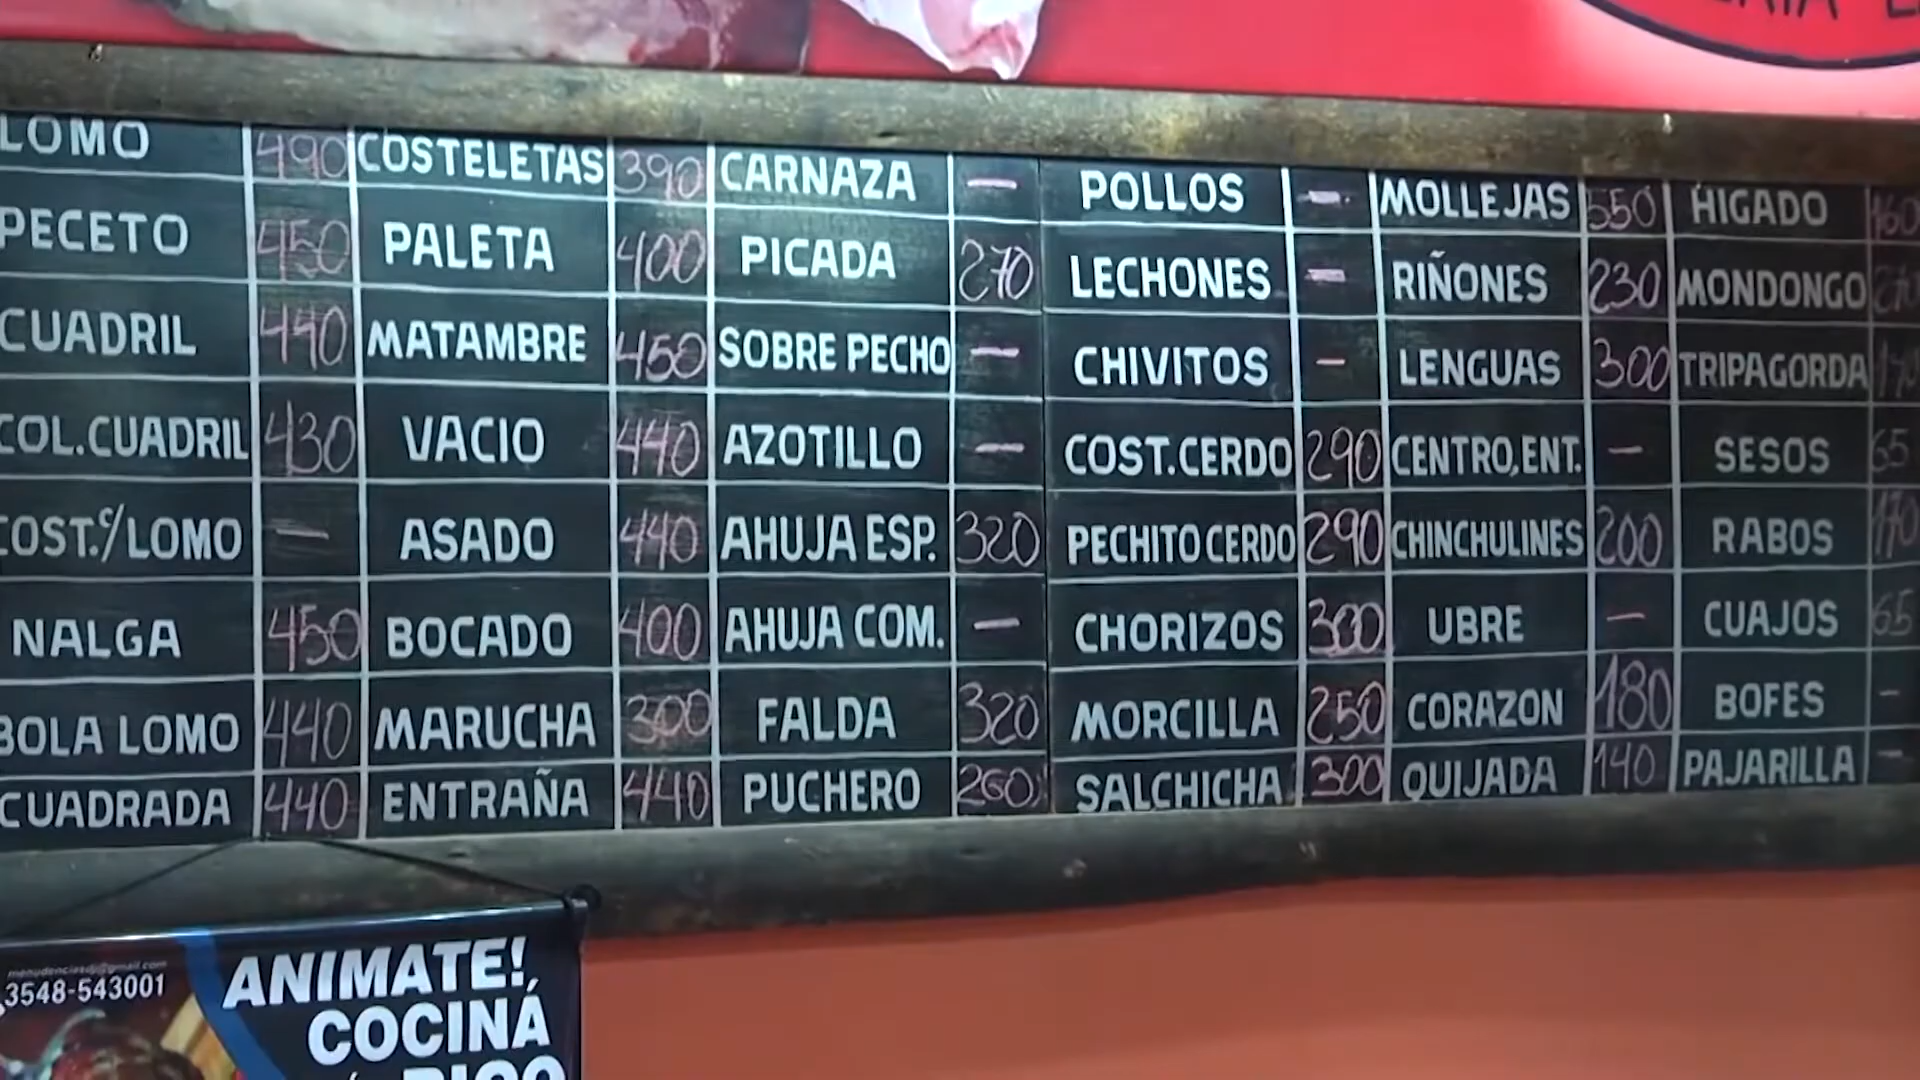 LOMO 490 COSTELETAS 390 CARNAZA — POLLOS — MOLLEJAS 550 HIGADO 160
PECETO 450 PALETA 400 PICADA 270 LECHONES — RIÑONES 230 MONDONGO
CUADRIL 440 MATAMBRE 450 SOBRE PECHO — CHIVITOS — LENGUAS 300 TRIPAGORDA
COL.CUADRIL 430 VACIO 440 AZOTILLO — COST.CERDO 290 CENTRO,ENT. — SESOS 65
COST.c/LOMO — ASADO 440 AHUJA ESP. 320 PECHITO CERDO 290 CHINCHULINES 200 RABOS 170
NALGA 450 BOCADO 400 AHUJA COM. — CHORIZOS 300 UBRE — CUAJOS 65
BOLA LOMO 440 MARUCHA 300 FALDA 320 MORCILLA 250 CORAZON 180 BOFES —
CUADRADA 440 ENTRAÑA 440 PUCHERO 260 SALCHICHA 300 QUIJADA 140 PAJARILLA —
3548-543001
ANIMATE!
COCINÁ
RICO